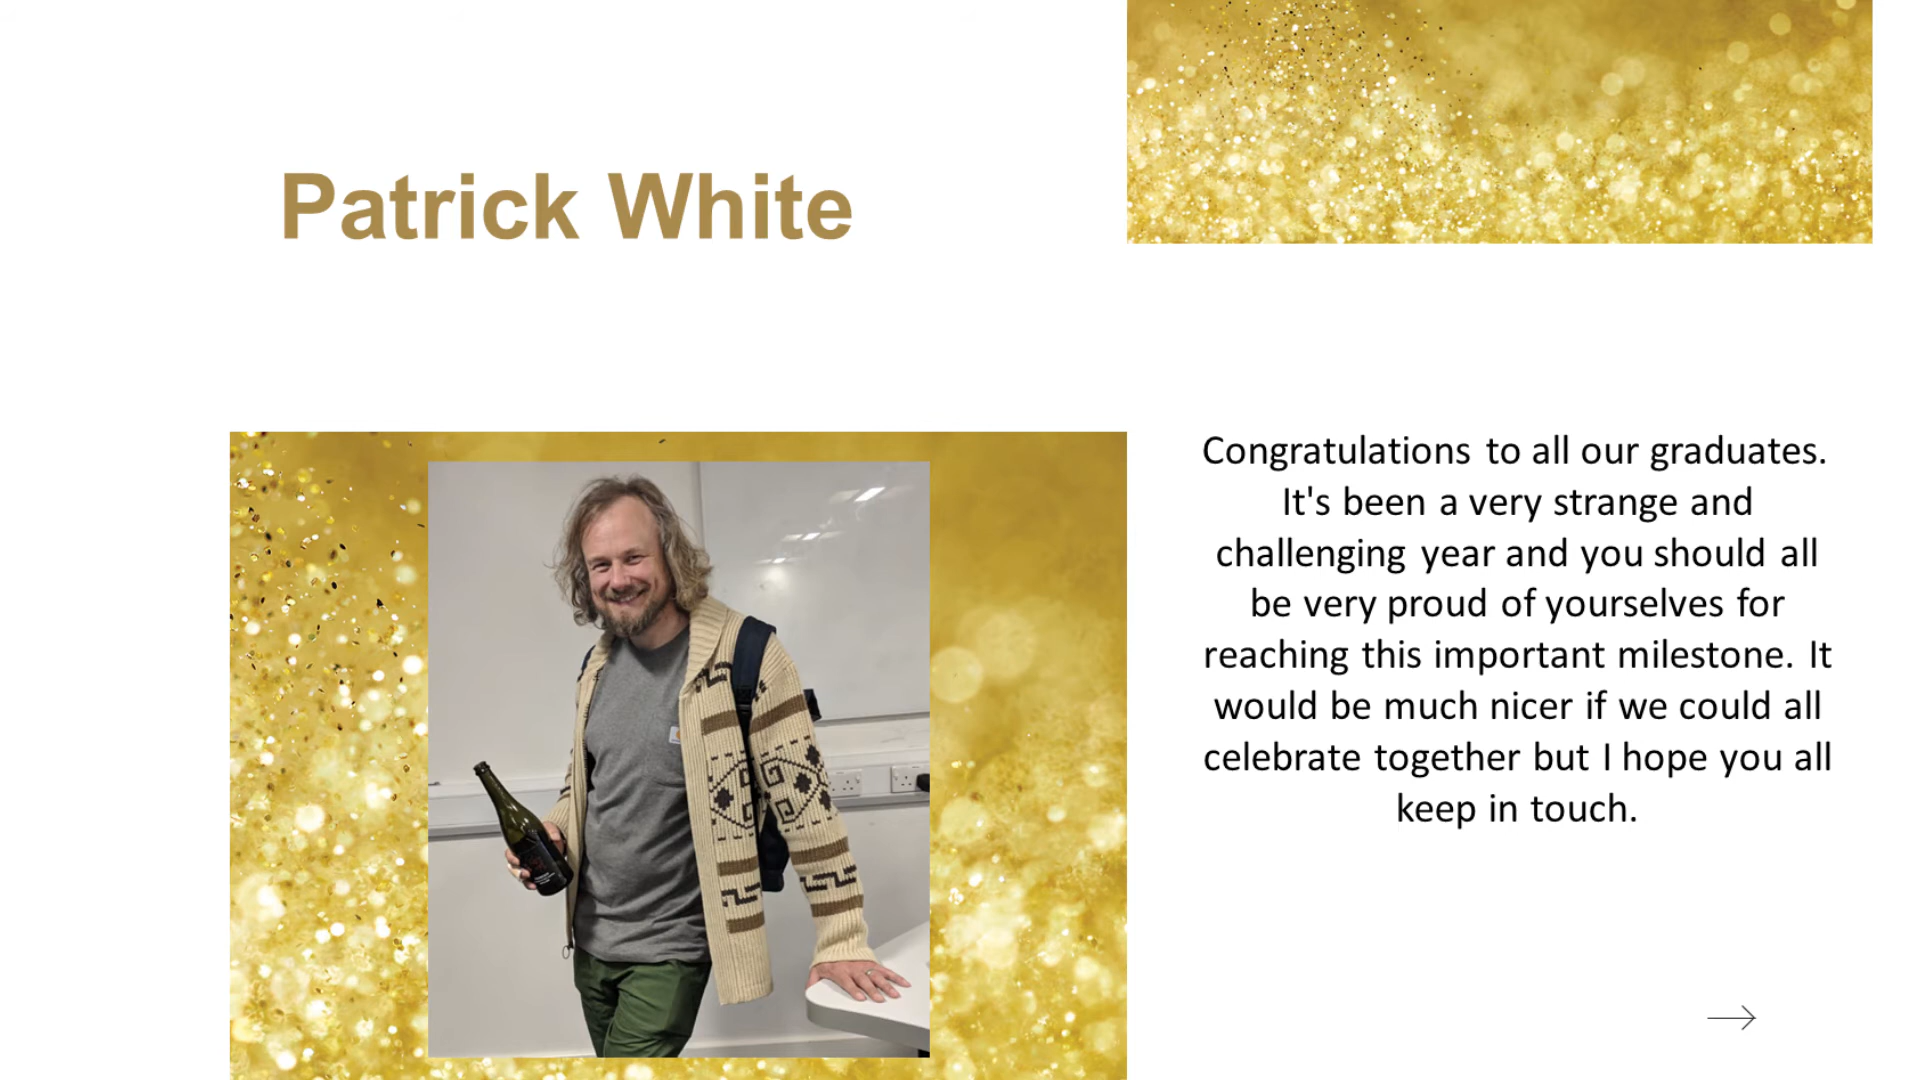 Patrick White
Congratulations to all our graduates.
It's been a very strange and
challenging year and you should all
be very proud of yourselves for
reaching this important milestone. It
would be much nicer if we could all
celebrate together but I hope you all
keep in touch.